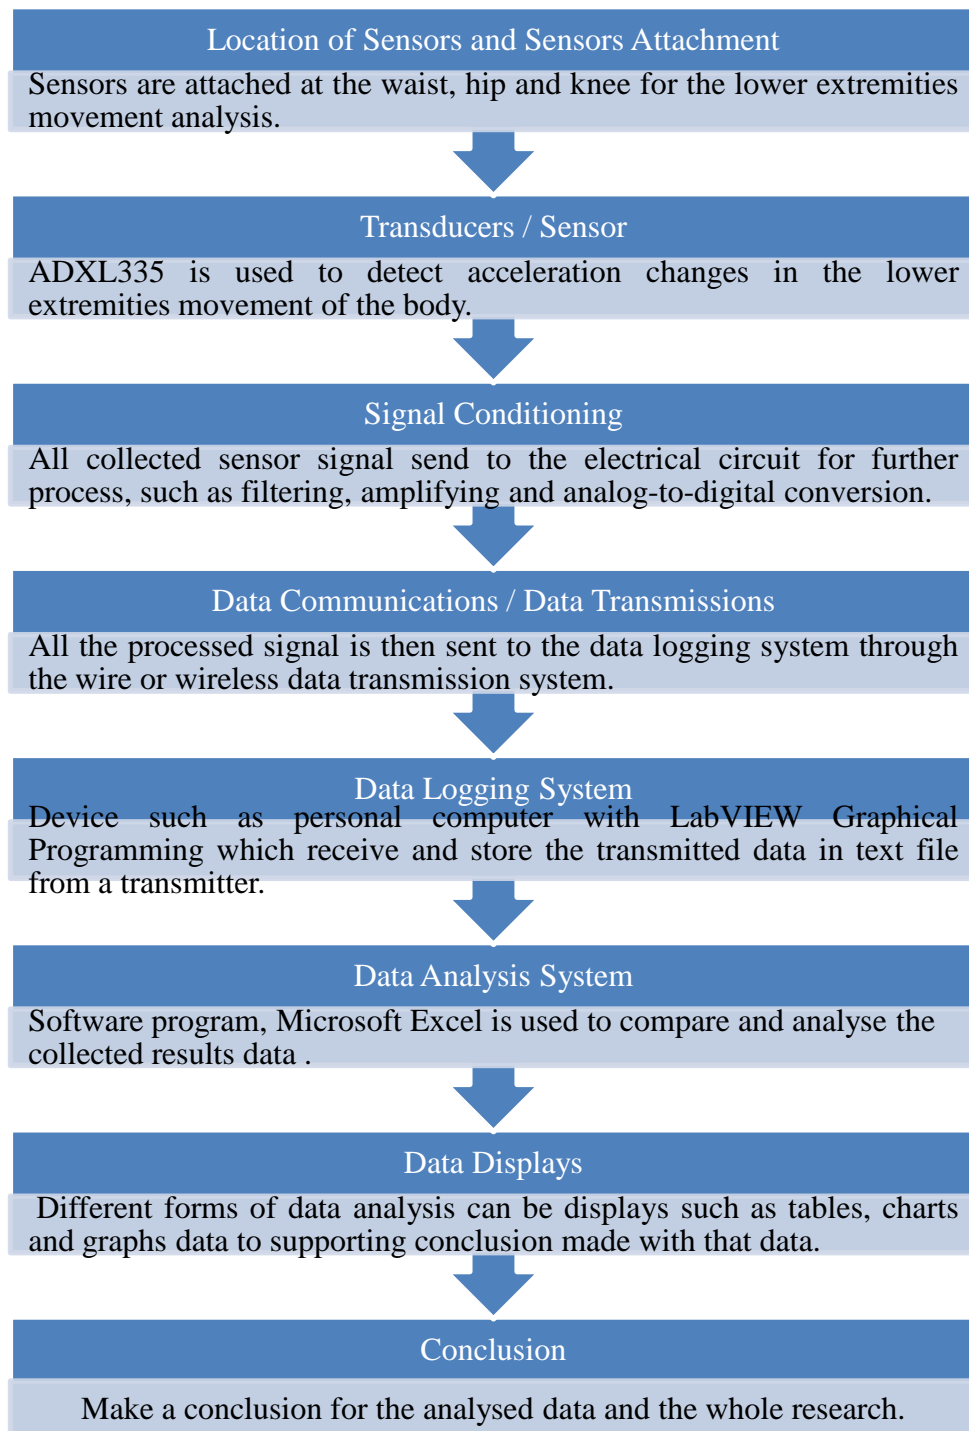 Location of Sensors and Sensors Attachment
Sensors are attached at the waist, hip and knee for the lower extremities
movement analysis.
Transducers / Sensor
ADXL335 is used to detect acceleration changes in the lower
extremities movement of the body.
Signal Conditioning
All collected sensor signal send to the electrical circuit for further
process, such as filtering, amplifying and analog-to-digital conversion.
Data Communications / Data Transmissions
All the processed signal is then sent to the data logging system through
the wire or wireless data transmission system.
Data Logging System
Device such as personal computer with LabVIEW Graphical
Programming which receive and store the transmitted data in text file
from a transmitter.
Data Analysis System
Software program, Microsoft Excel is used to compare and analyse the
collected results data .
Data Displays
Different forms of data analysis can be displays such as tables, charts
and graphs data to supporting conclusion made with that data.
Conclusion
Make a conclusion for the analysed data and the whole research.